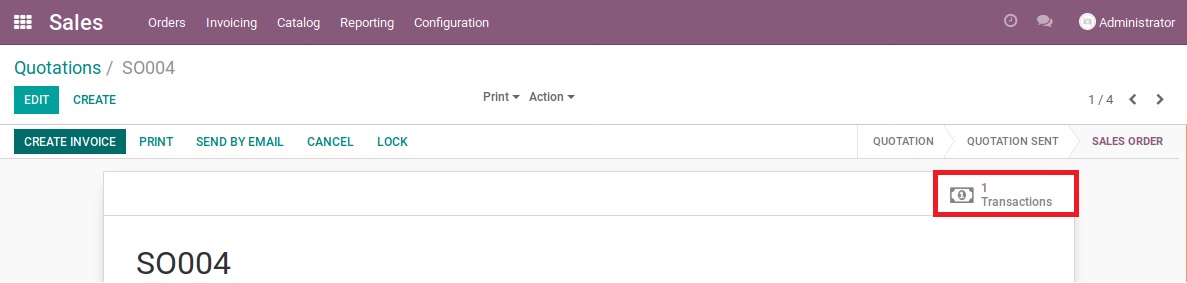 Sales Orders Invoicing Catalog Reporting Configuration Administrator
Quotations / SO004
EDIT CREATE Print Action 1 / 4
CREATE INVOICE PRINT SEND BY EMAIL CANCEL LOCK QUOTATION QUOTATION SENT SALES ORDER
1
Transactions
SO004